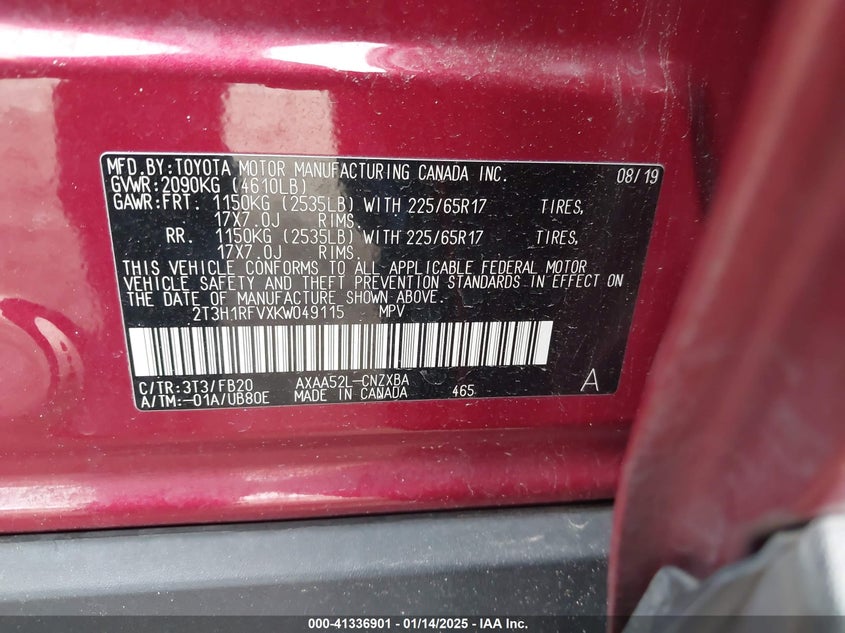 MFD.BY:TOYOTA MOTOR MANUFACTURING CANADA INC. 08/19
GVWR:2090KG (4610LB)
GAWR:FRT. 1150KG (2535LB) WITH 225/65R17 TIRES,
17X7.0J RIMS.
RR. 1150KG (2535LB) WITH 225/65R17 TIRES,
17X7.0J RIMS.
THIS VEHICLE CONFORMS TO ALL APPLICABLE FEDERAL MOTOR
VEHICLE SAFETY AND THEFT PREVENTION STANDARDS IN EFFECT ON
THE DATE OF MANUFACTURE SHOWN ABOVE.
2T3H1RFVXKW049115 MPV
C/TR:3T3/FB20 AXAA52L-CNZXBA A
A/TM:-01A/UB80E MADE IN CANADA 465
000-41336901 - 01/14/2025 - IAA Inc.